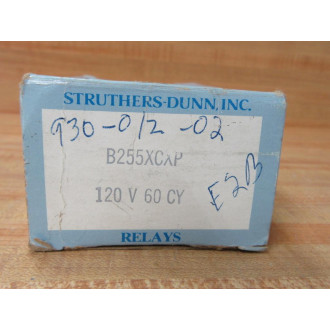 STRUTHERS-DUNN, INC.
930-012-02
B255XCXP
120 V 60 CY
E2B
RELAYS